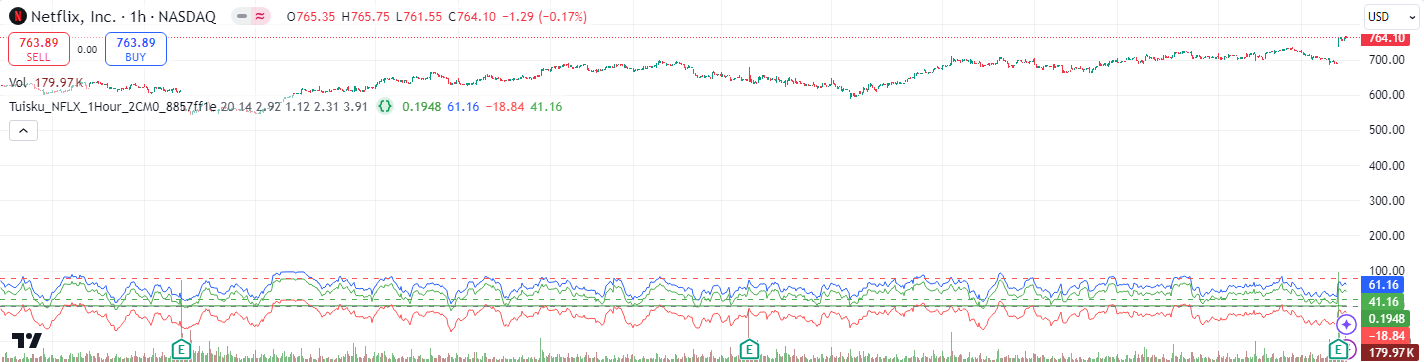 Netflix, Inc. · 1h · NASDAQ O765.35 H765.75 L761.55 C764.10 −1.29 (−0.17%)
USD
763.89 SELL 0.00 763.89 BUY
764.10
Vol 179.97K
700.00
Tuisku_NFLX_1Hour_2CM0_8857ff1e 20 14 2.92 1.12 2.31 3.91 {} 0.1948 61.16 −18.84 41.16
600.00
500.00
400.00
300.00
200.00
100.00
61.16
41.16
0.1948
−18.84
179.97K
E E E